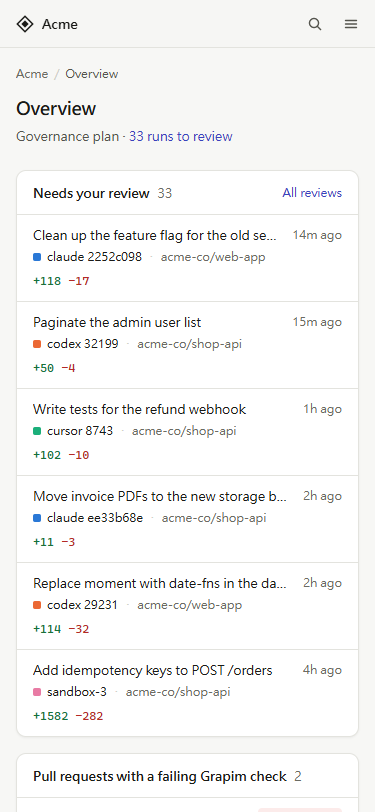 Acme
Acme / Overview
Overview
Governance plan · 33 runs to review
Needs your review 33 All reviews
Clean up the feature flag for the old se... 14m ago
claude 2252c098 · acme-co/web-app
+118 −17
Paginate the admin user list 15m ago
codex 32199 · acme-co/shop-api
+50 −4
Write tests for the refund webhook 1h ago
cursor 8743 · acme-co/shop-api
+102 −10
Move invoice PDFs to the new storage b... 2h ago
claude ee33b68e · acme-co/shop-api
+11 −3
Replace moment with date-fns in the da... 2h ago
codex 29231 · acme-co/web-app
+114 −32
Add idempotency keys to POST /orders 4h ago
sandbox-3 · acme-co/shop-api
+1582 −282
Pull requests with a failing Grapim check 2